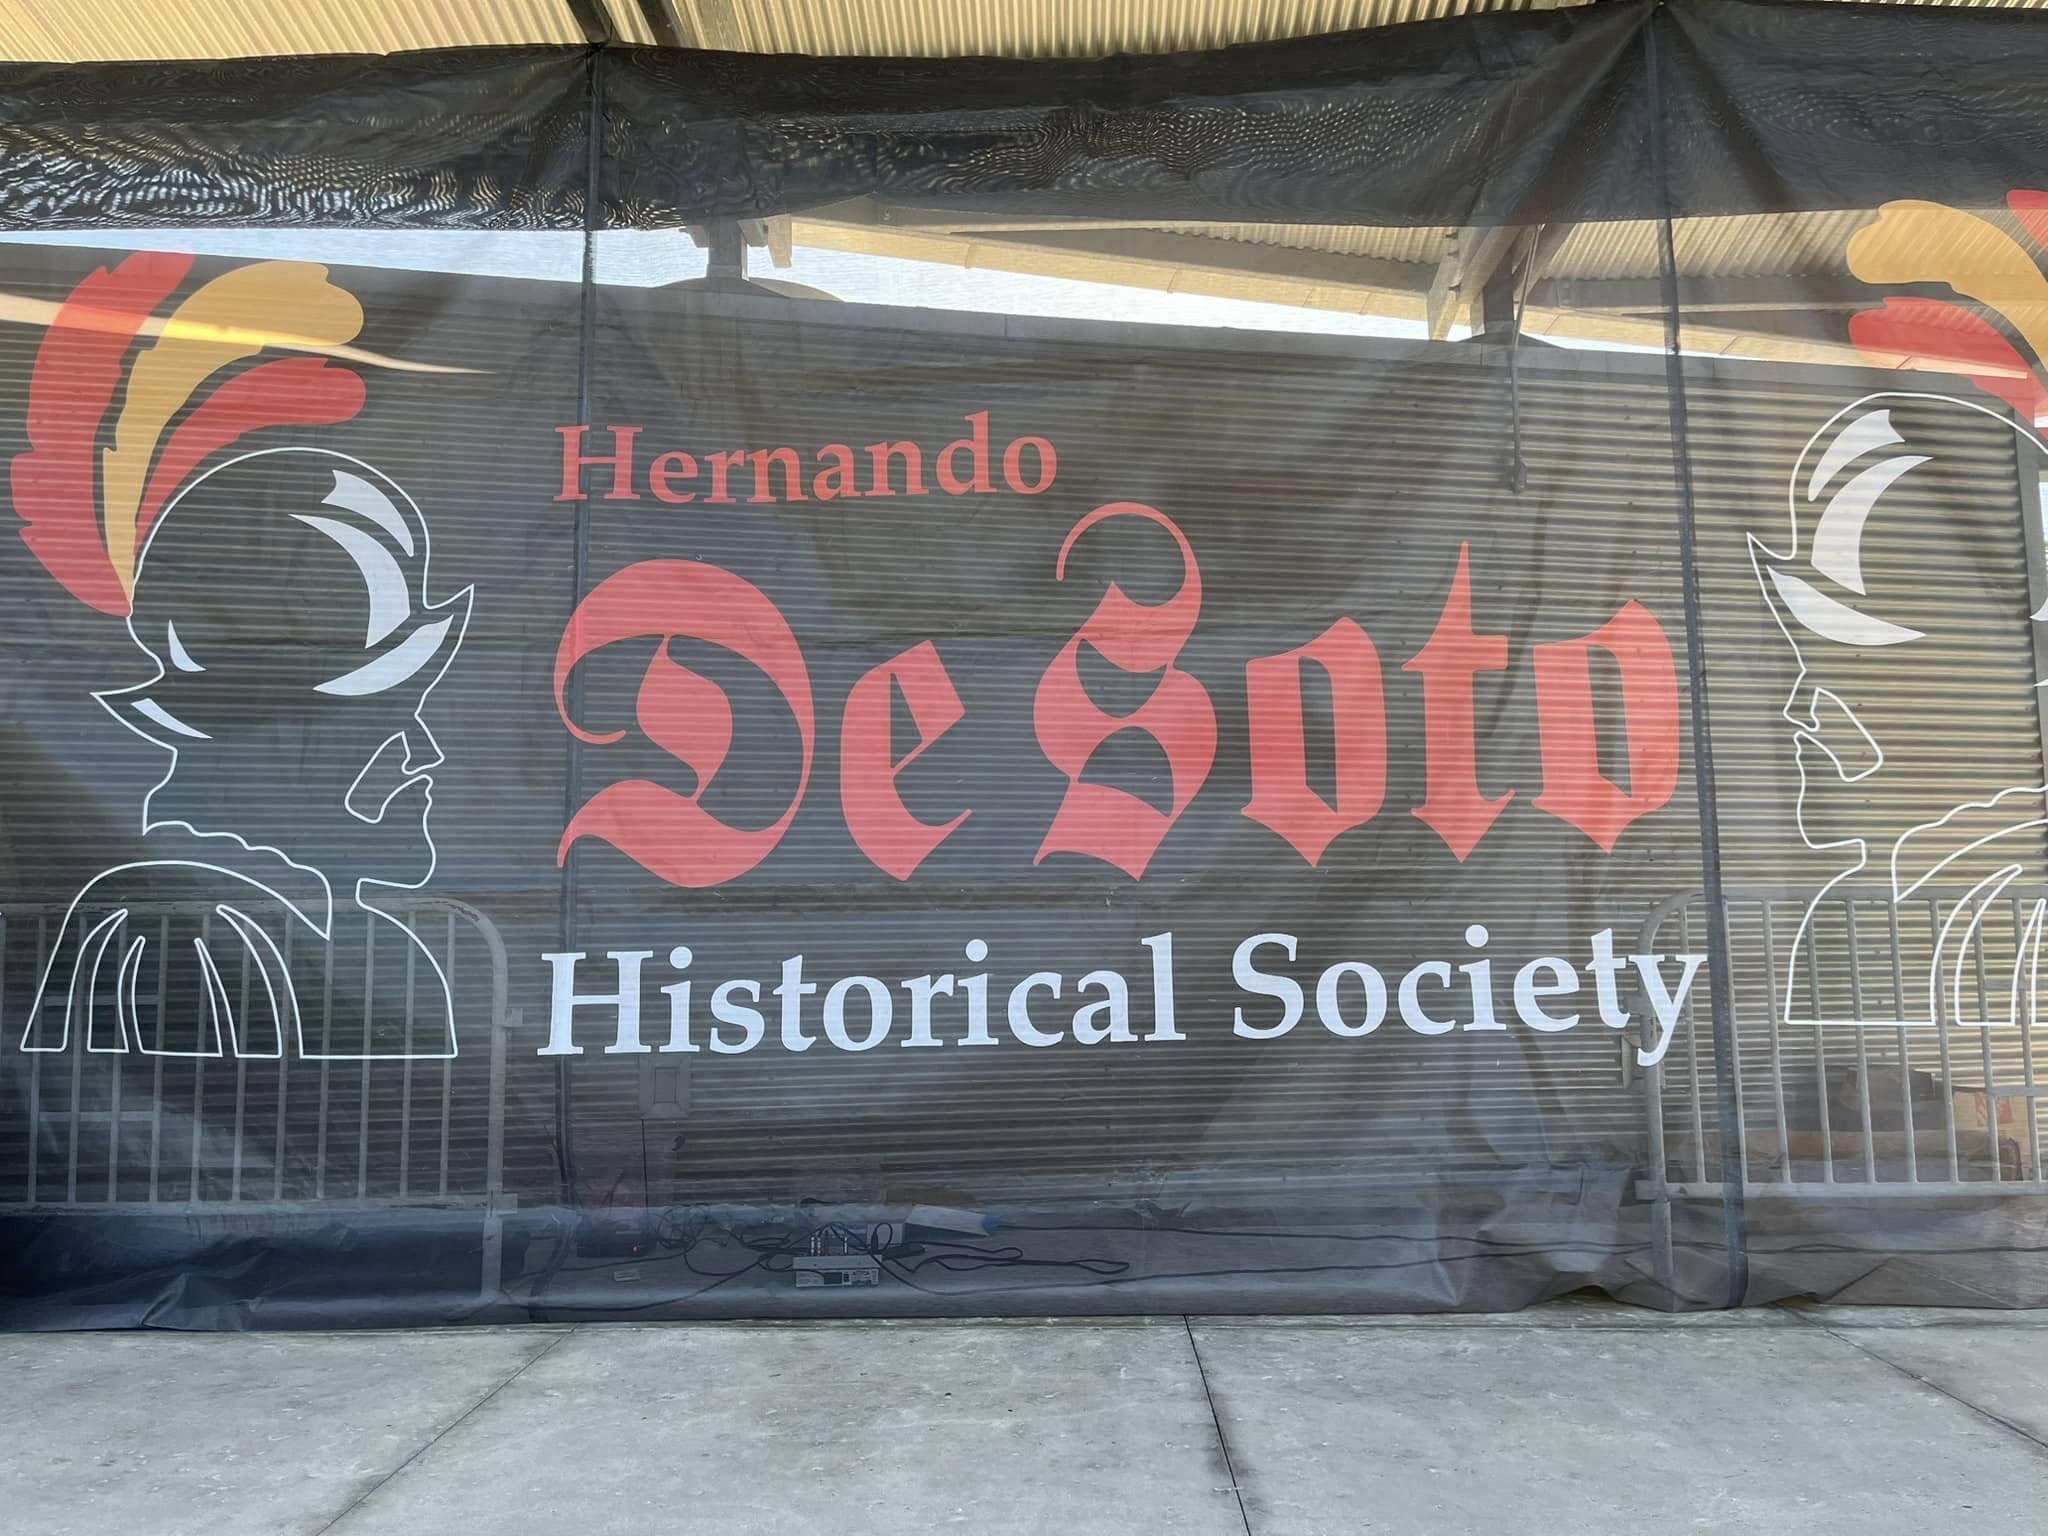 Hernando
De Soto
Historical Society